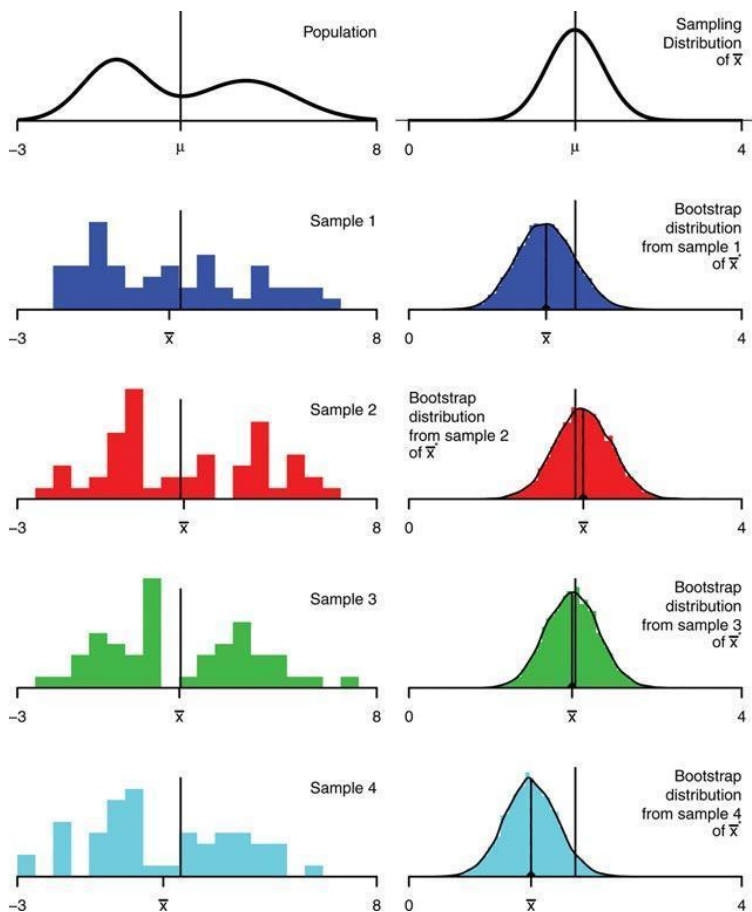 Population
-3
μ
8
Sampling
Distribution
of x̅
0
μ
4
Sample 1
-3
x̅
8
Bootstrap
distribution
from sample 1
of x̅*
0
x̅
4
Sample 2
-3
x̅
8
Bootstrap
distribution
from sample 2
of x̅*
0
x̅
4
Sample 3
-3
x̅
8
Bootstrap
distribution
from sample 3
of x̅*
0
x̅
4
Sample 4
-3
x̅
8
Bootstrap
distribution
from sample 4
of x̅*
0
x̅
4